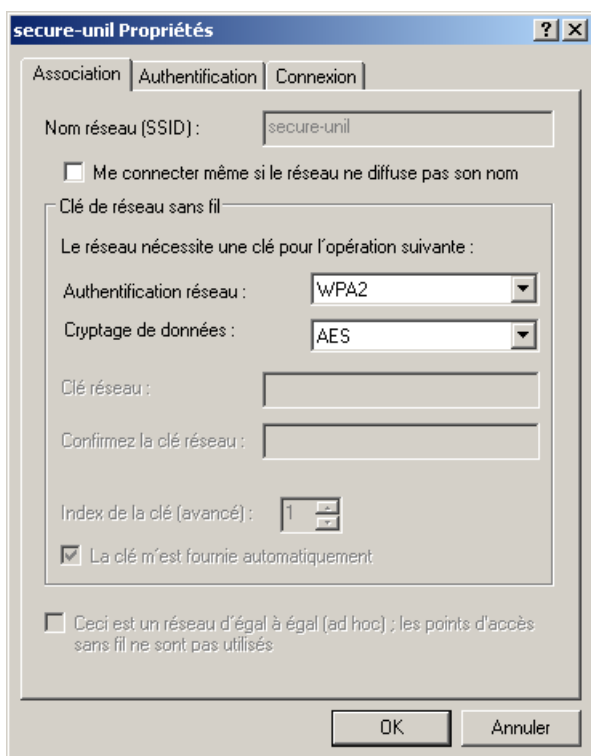 secure-unil Propriétés
Association Authentification Connexion
Nom réseau (SSID) : secure-unil
Me connecter même si le réseau ne diffuse pas son nom
Clé de réseau sans fil
Le réseau nécessite une clé pour l'opération suivante :
Authentification réseau : WPA2
Cryptage de données : AES
Clé réseau :
Confirmez la clé réseau :
Index de la clé (avancé) : 1
La clé m'est fournie automatiquement
Ceci est un réseau d'égal à égal (ad hoc) ; les points d'accès
sans fil ne sont pas utilisés
OK Annuler